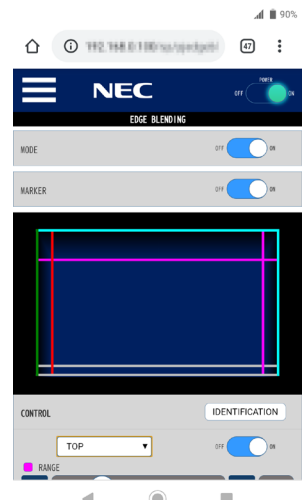 90%
47
NEC
POWER
OFF ON
EDGE BLENDING
MODE OFF ON
MARKER OFF ON
CONTROL IDENTIFICATION
TOP OFF ON
RANGE